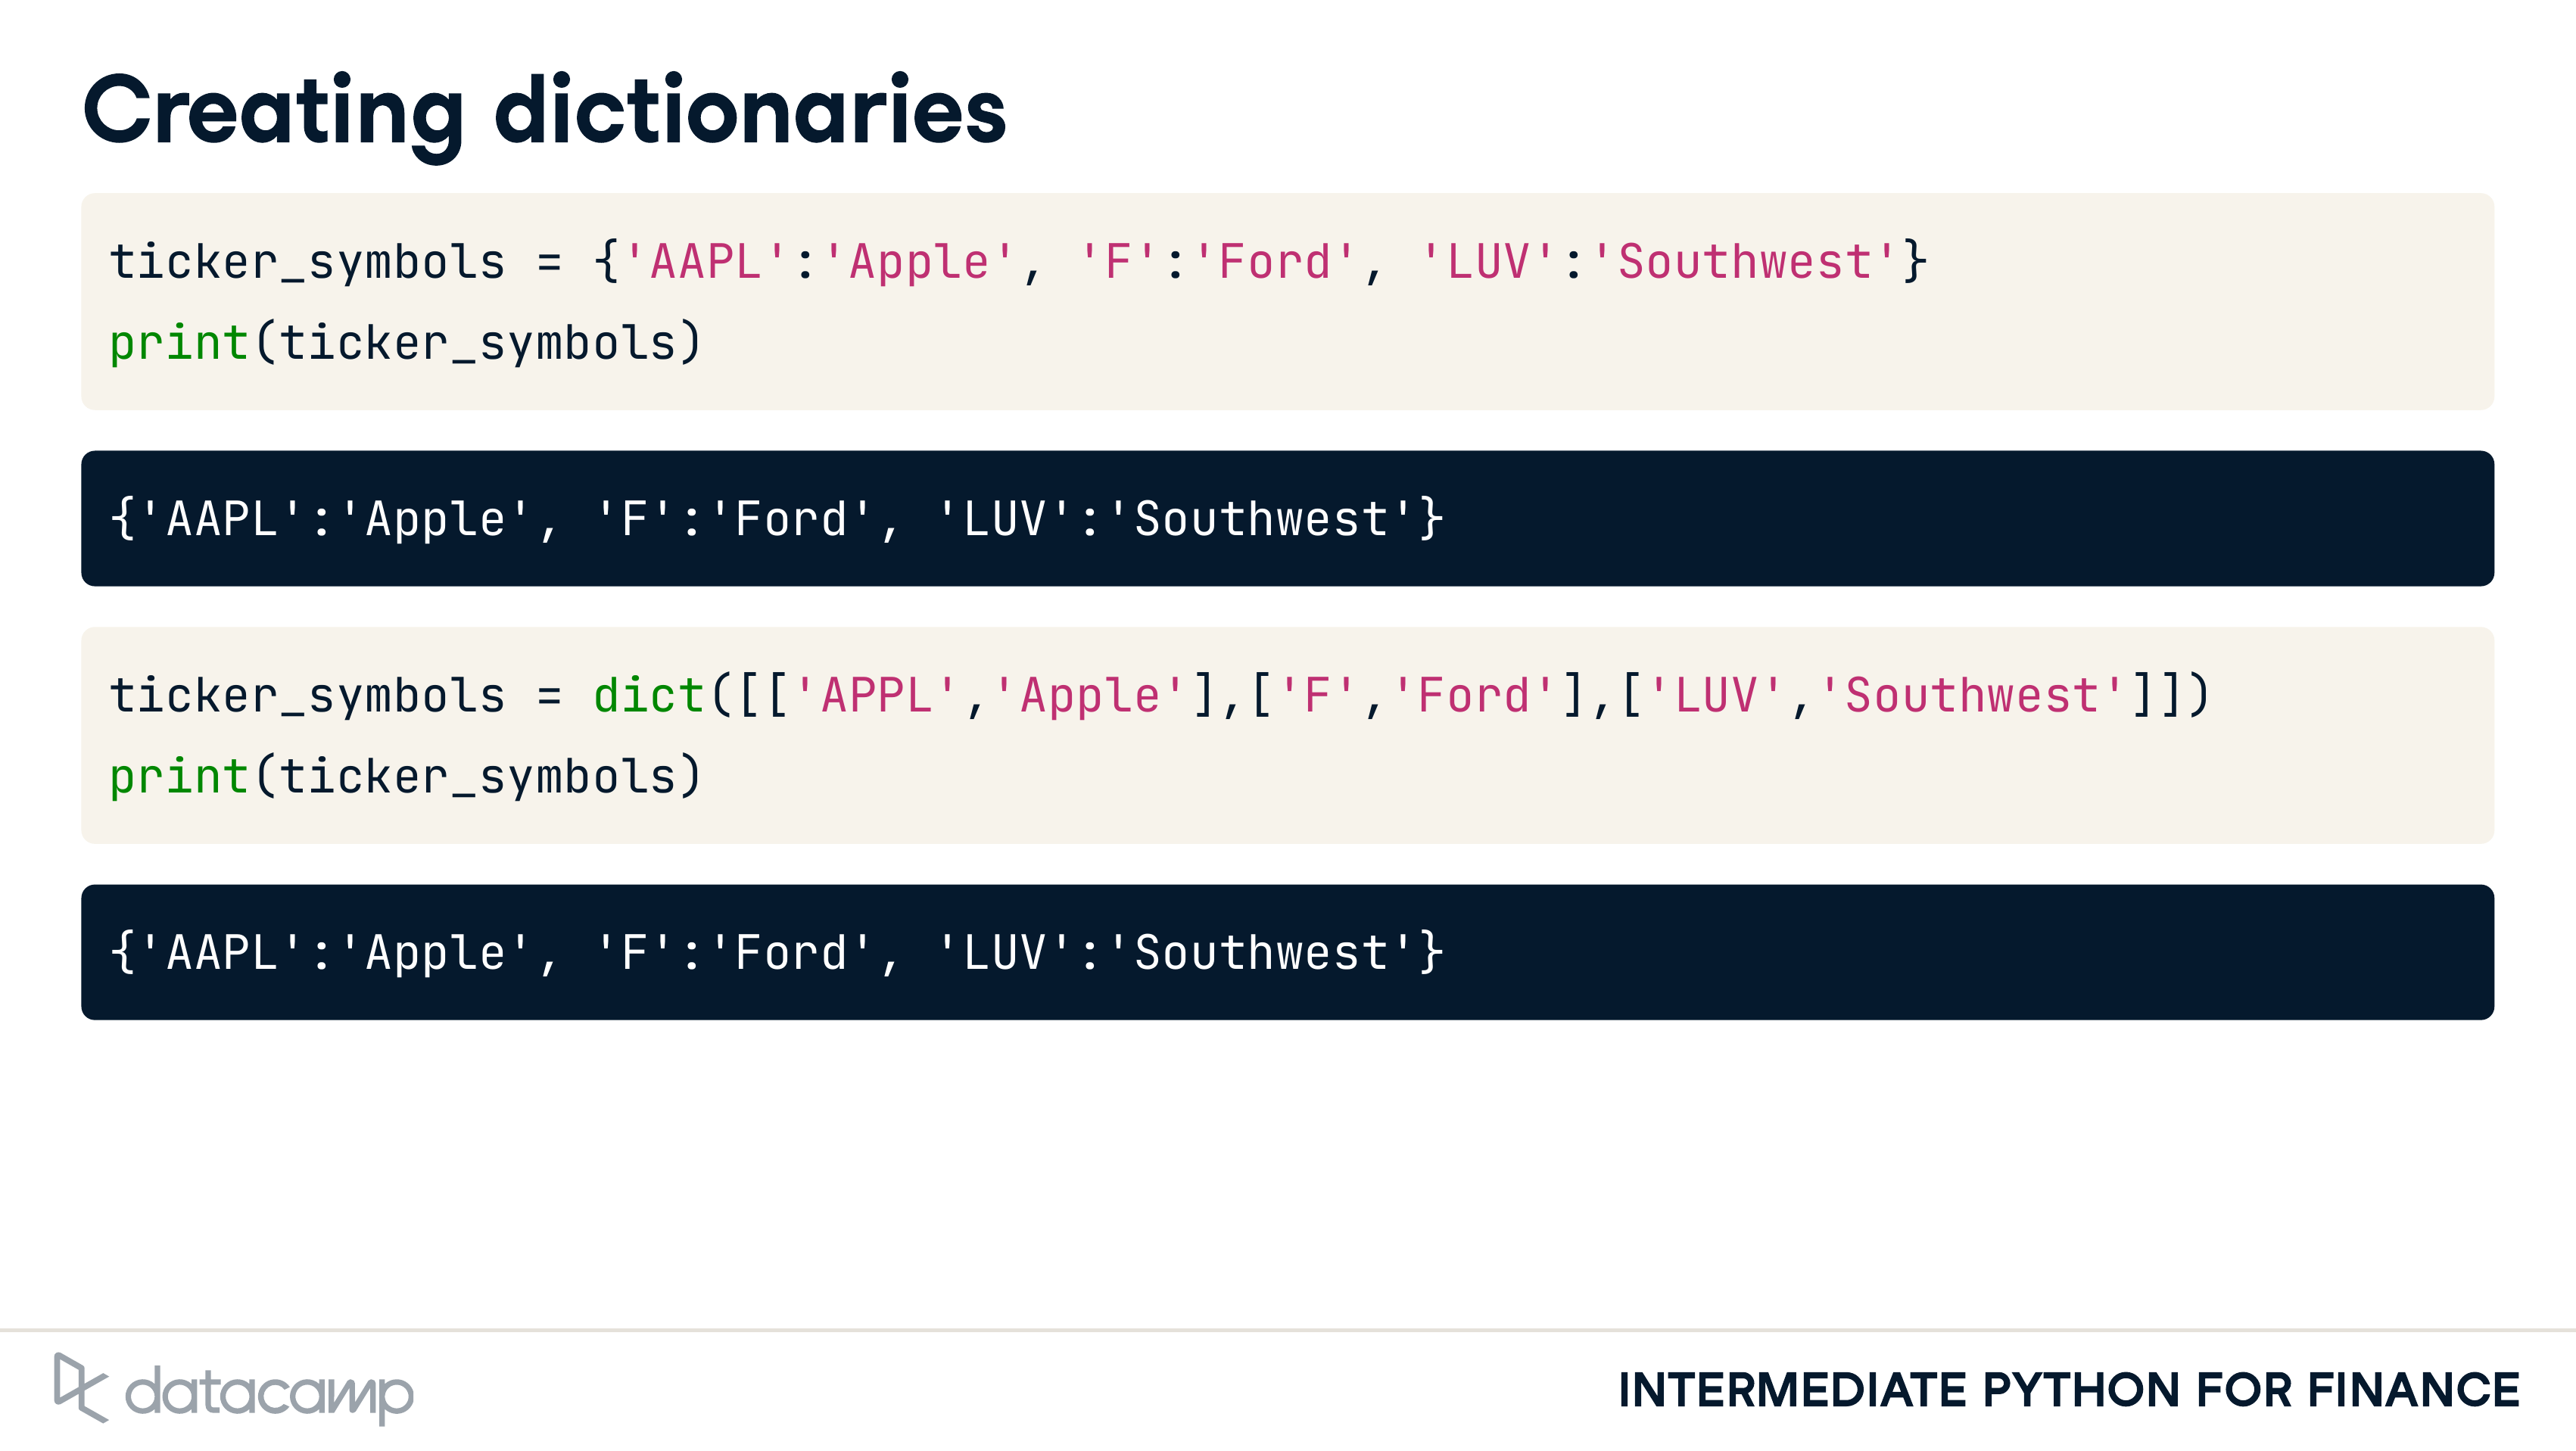 Creating dictionaries
ticker_symbols = {'AAPL':'Apple', 'F':'Ford', 'LUV':'Southwest'}
print(ticker_symbols)
{'AAPL':'Apple', 'F':'Ford', 'LUV':'Southwest'}
ticker_symbols = dict([['APPL','Apple'],['F','Ford'],['LUV','Southwest']])
print(ticker_symbols)
{'AAPL':'Apple', 'F':'Ford', 'LUV':'Southwest'}
datacamp
INTERMEDIATE PYTHON FOR FINANCE